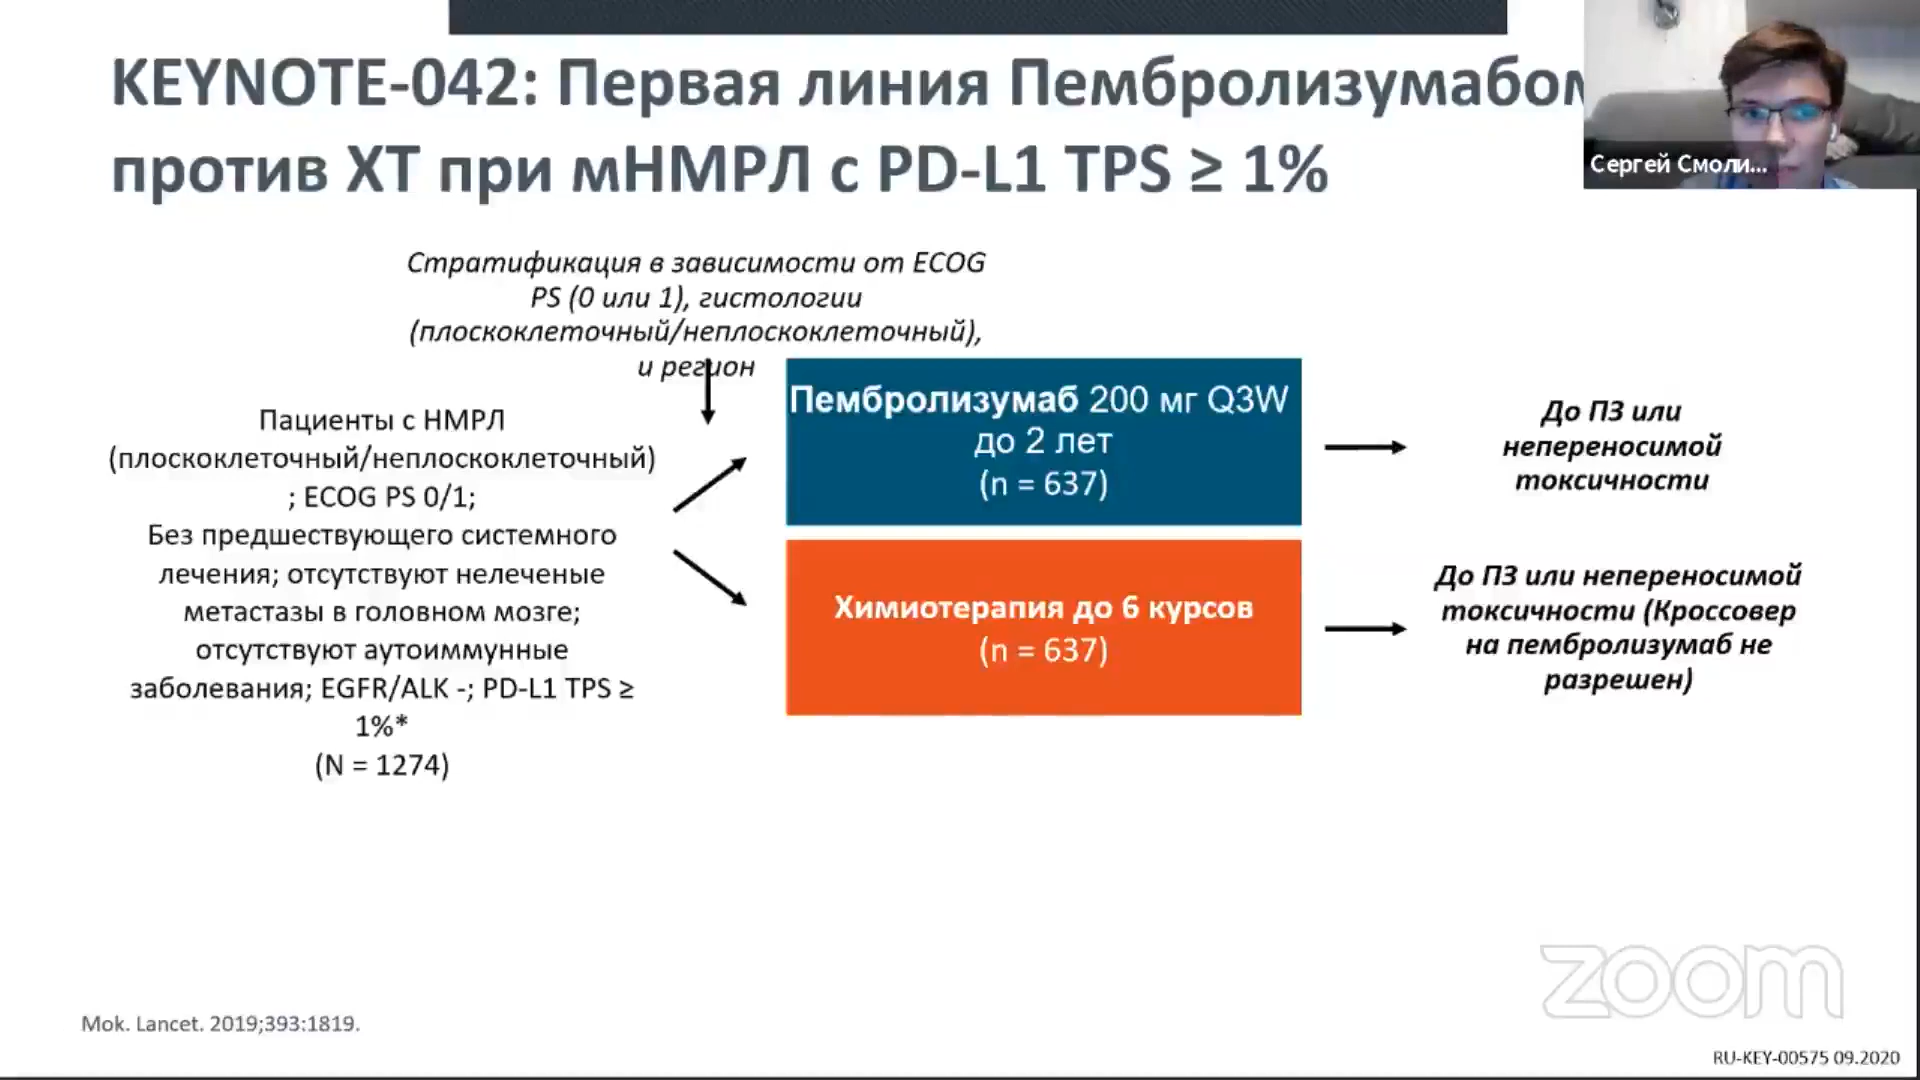 KEYNOTE-042: Первая линия Пембролизумабом
против ХТ при мНМРЛ с PD-L1 TPS ≥ 1%
Сергей Смоли...
Стратификация в зависимости от ECOG
PS (0 или 1), гистологии
(плоскоклеточный/неплоскоклеточный),
и регион
Пациенты с НМРЛ
(плоскоклеточный/неплоскоклеточный)
; ECOG PS 0/1;
Без предшествующего системного
лечения; отсутствуют нелеченые
метастазы в головном мозге;
отсутствуют аутоиммунные
заболевания; EGFR/ALK -; PD-L1 TPS ≥
1%*
(N = 1274)
Пембролизумаб 200 мг Q3W
до 2 лет
(n = 637)
Химиотерапия до 6 курсов
(n = 637)
До ПЗ или
непереносимой
токсичности
До ПЗ или непереносимой
токсичности (Кроссовер
на пембролизумаб не
разрешен)
Mok. Lancet. 2019;393:1819.
zoom
RU-KEY-00575 09.2020